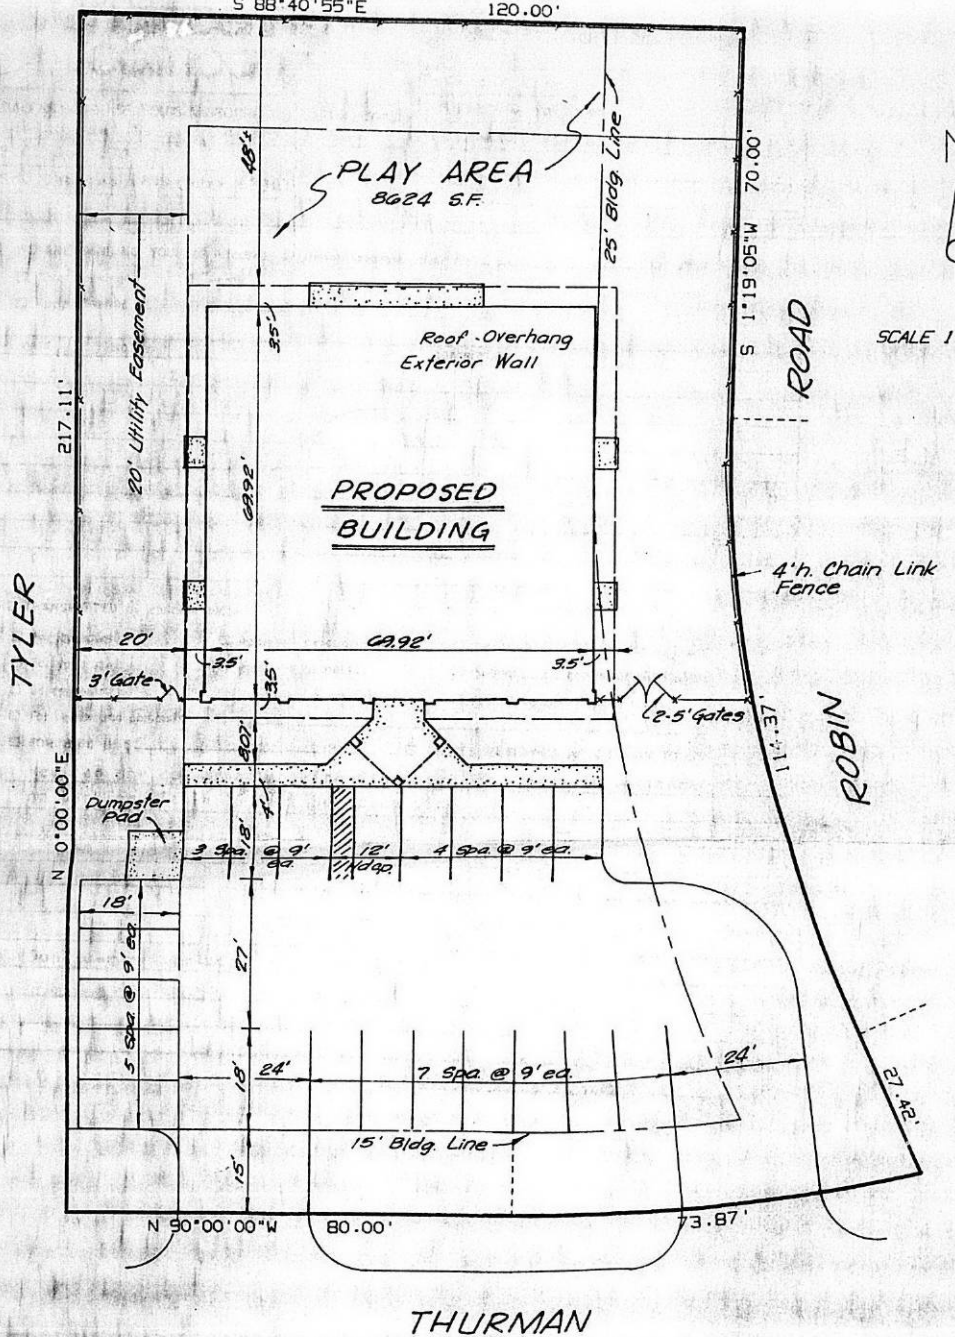 S 88°40'55"E 120.00'
48'±
PLAY AREA
8624 S.F.
25' Bldg. Line
S 1°19'05"W 70.00'
ROAD
SCALE 1
20' Utility Easement
217.11'
3.5'
Roof Overhang
Exterior Wall
69.92'
PROPOSED
BUILDING
4'h. Chain Link
Fence
TYLER
20'
69.92'
3.5'
3.5'
3.5'
3' Gate
2-5' Gates
ROBIN
N 0°00'00"E
8.07'
Dumpster
Pad
4'
18'
3 Spa. @ 9'
ea.
12'
Hdcp.
4 Spa. @ 9' ea.
18'
5 Spa. @ 9' ea.
27'
18'
24'
7 Spa. @ 9' ea.
24'
27.42'
15' Bldg. Line
15'
N 90°00'00"W 80.00'
73.87'
THURMAN